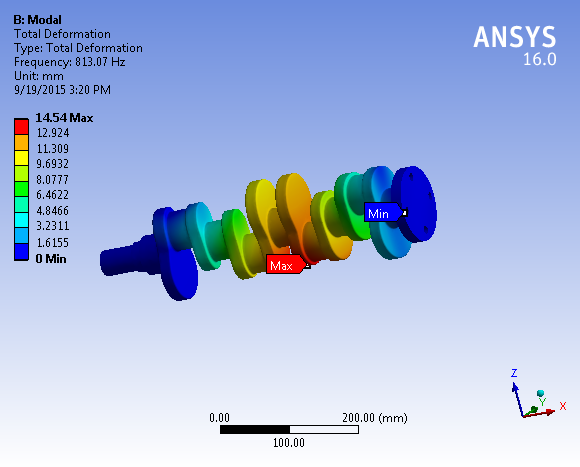 B: Modal
Total Deformation
Type: Total Deformation
Frequency: 813.07 Hz
Unit: mm
9/19/2015 3:20 PM
ANSYS
16.0
14.54 Max
12.924
11.309
9.6932
8.0777
6.4622
4.8466
3.2311
1.6155
0 Min
Min
Max
0.00
200.00 (mm)
100.00
Z
Y
X